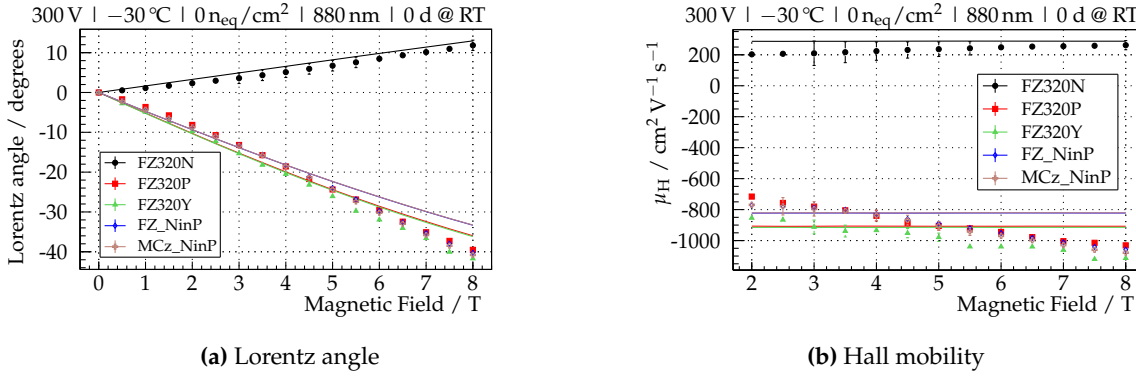 300 V | −30 °C | 0 n_eq/cm² | 880 nm | 0 d @ RT
Lorentz angle / degrees
10
0
-10
-20
-30
-40
FZ320N
FZ320P
FZ320Y
FZ_NinP
MCz_NinP
0 1 2 3 4 5 6 7 8
Magnetic Field / T
(a) Lorentz angle
300 V | −30 °C | 0 n_eq/cm² | 880 nm | 0 d @ RT
μ_H / cm² V⁻¹ s⁻¹
200
0
-200
-400
-600
-800
-1000
FZ320N
FZ320P
FZ320Y
FZ_NinP
MCz_NinP
2 3 4 5 6 7 8
Magnetic Field / T
(b) Hall mobility